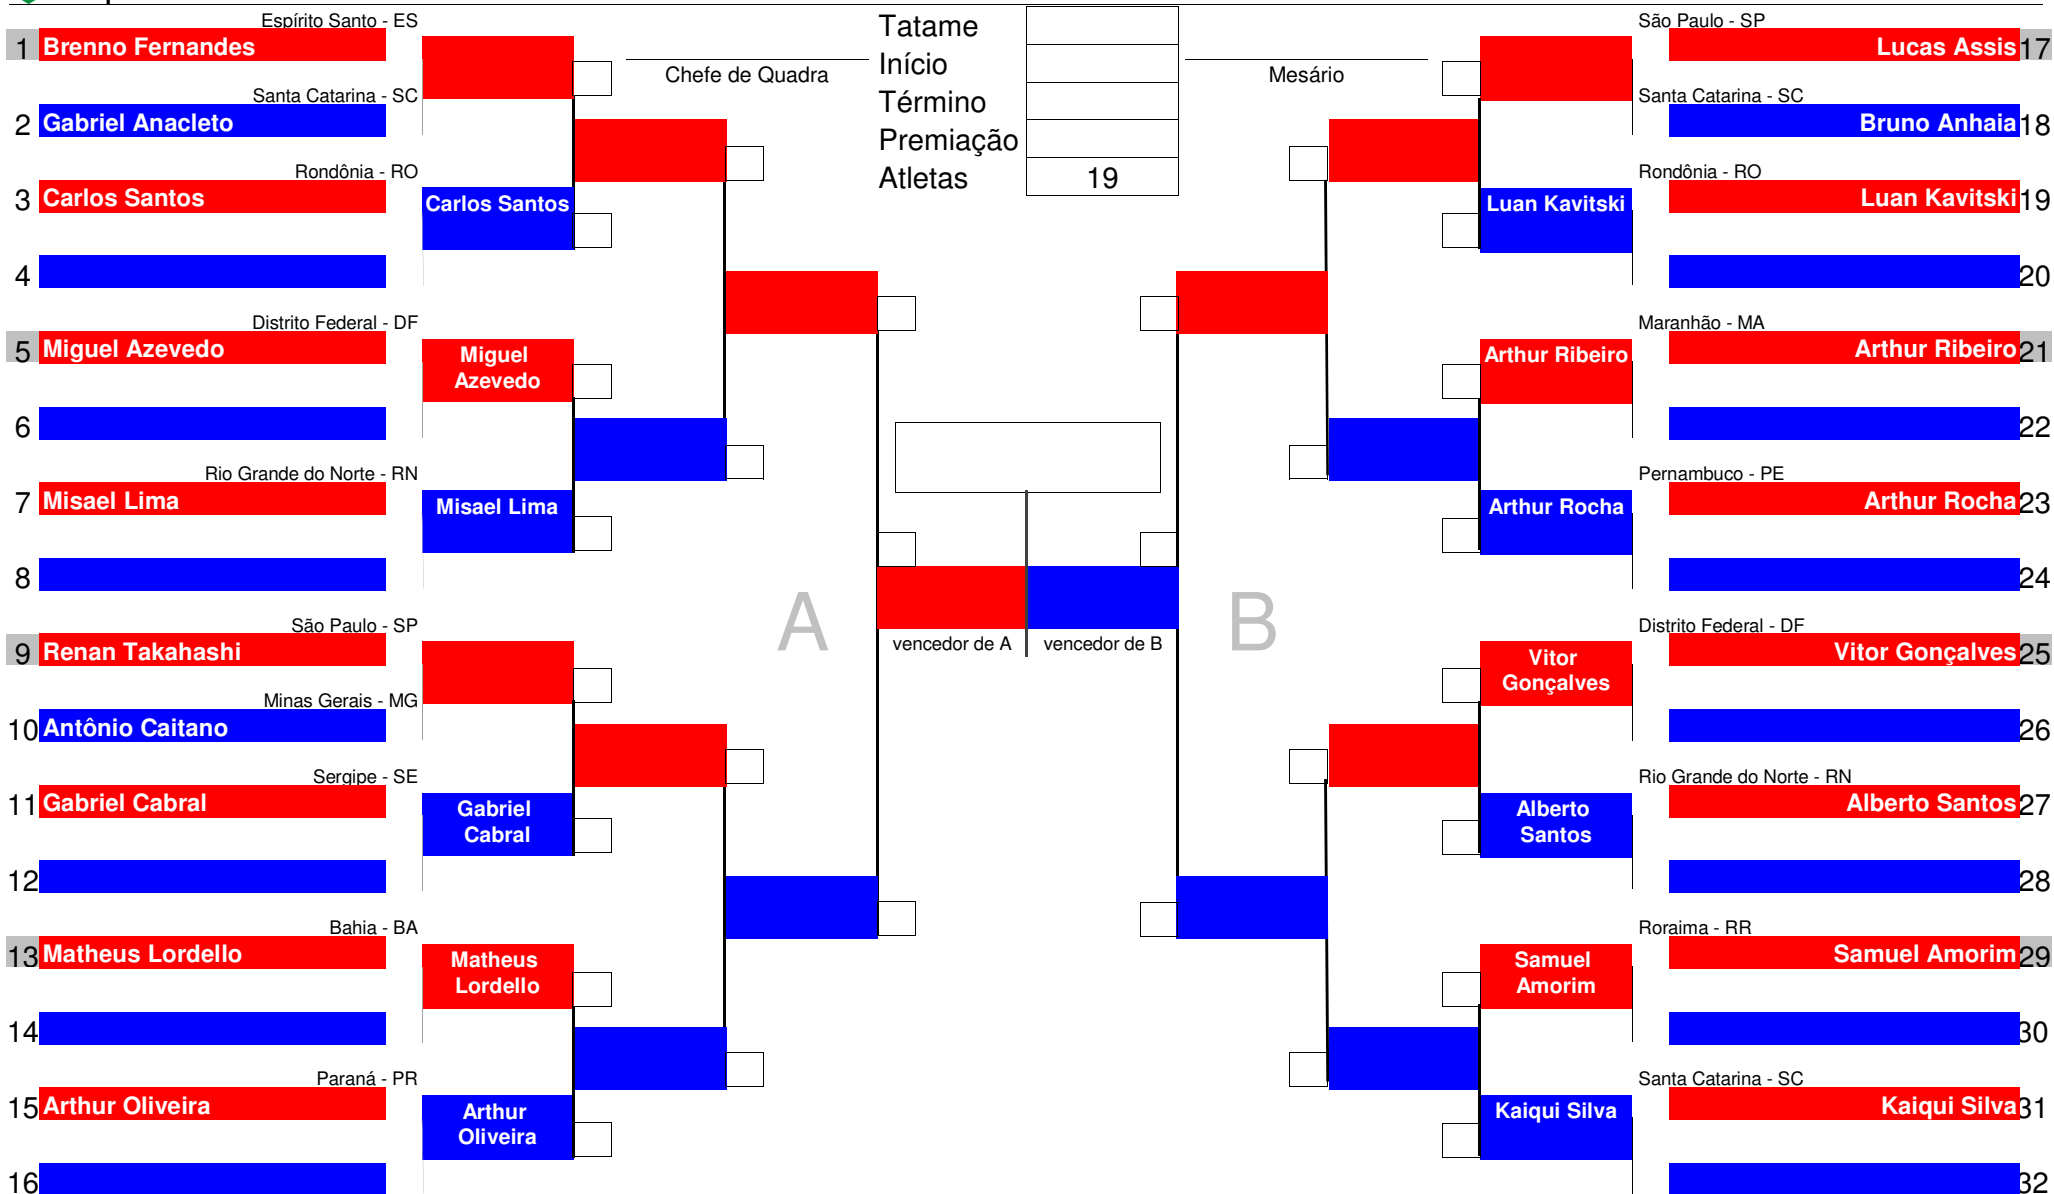 Espírito Santo - ES
1 Brenno Fernandes
Santa Catarina - SC
2 Gabriel Anacleto
Rondônia - RO
3 Carlos Santos
Carlos Santos
4
Distrito Federal - DF
5 Miguel Azevedo
Miguel
Azevedo
6
Rio Grande do Norte - RN
7 Misael Lima
Misael Lima
8
São Paulo - SP
9 Renan Takahashi
Minas Gerais - MG
10 Antônio Caitano
Sergipe - SE
11 Gabriel Cabral
Gabriel
Cabral
12
Bahia - BA
13 Matheus Lordello
Matheus
Lordello
14
Paraná - PR
15 Arthur Oliveira
Arthur
Oliveira
16
Chefe de Quadra
Tatame
Início
Término
Premiação
Atletas 19
Mesário
A
vencedor de A
vencedor de B
B
São Paulo - SP
Lucas Assis 17
Santa Catarina - SC
Bruno Anhaia 18
Rondônia - RO
Luan Kavitski
Luan Kavitski 19
20
Maranhão - MA
Arthur Ribeiro
Arthur Ribeiro 21
22
Pernambuco - PE
Arthur Rocha
Arthur Rocha 23
24
Distrito Federal - DF
Vitor
Gonçalves
Vitor Gonçalves 25
26
Rio Grande do Norte - RN
Alberto
Santos
Alberto Santos 27
28
Roraima - RR
Samuel
Amorim
Samuel Amorim 29
30
Santa Catarina - SC
Kaiqui Silva
Kaiqui Silva 31
32